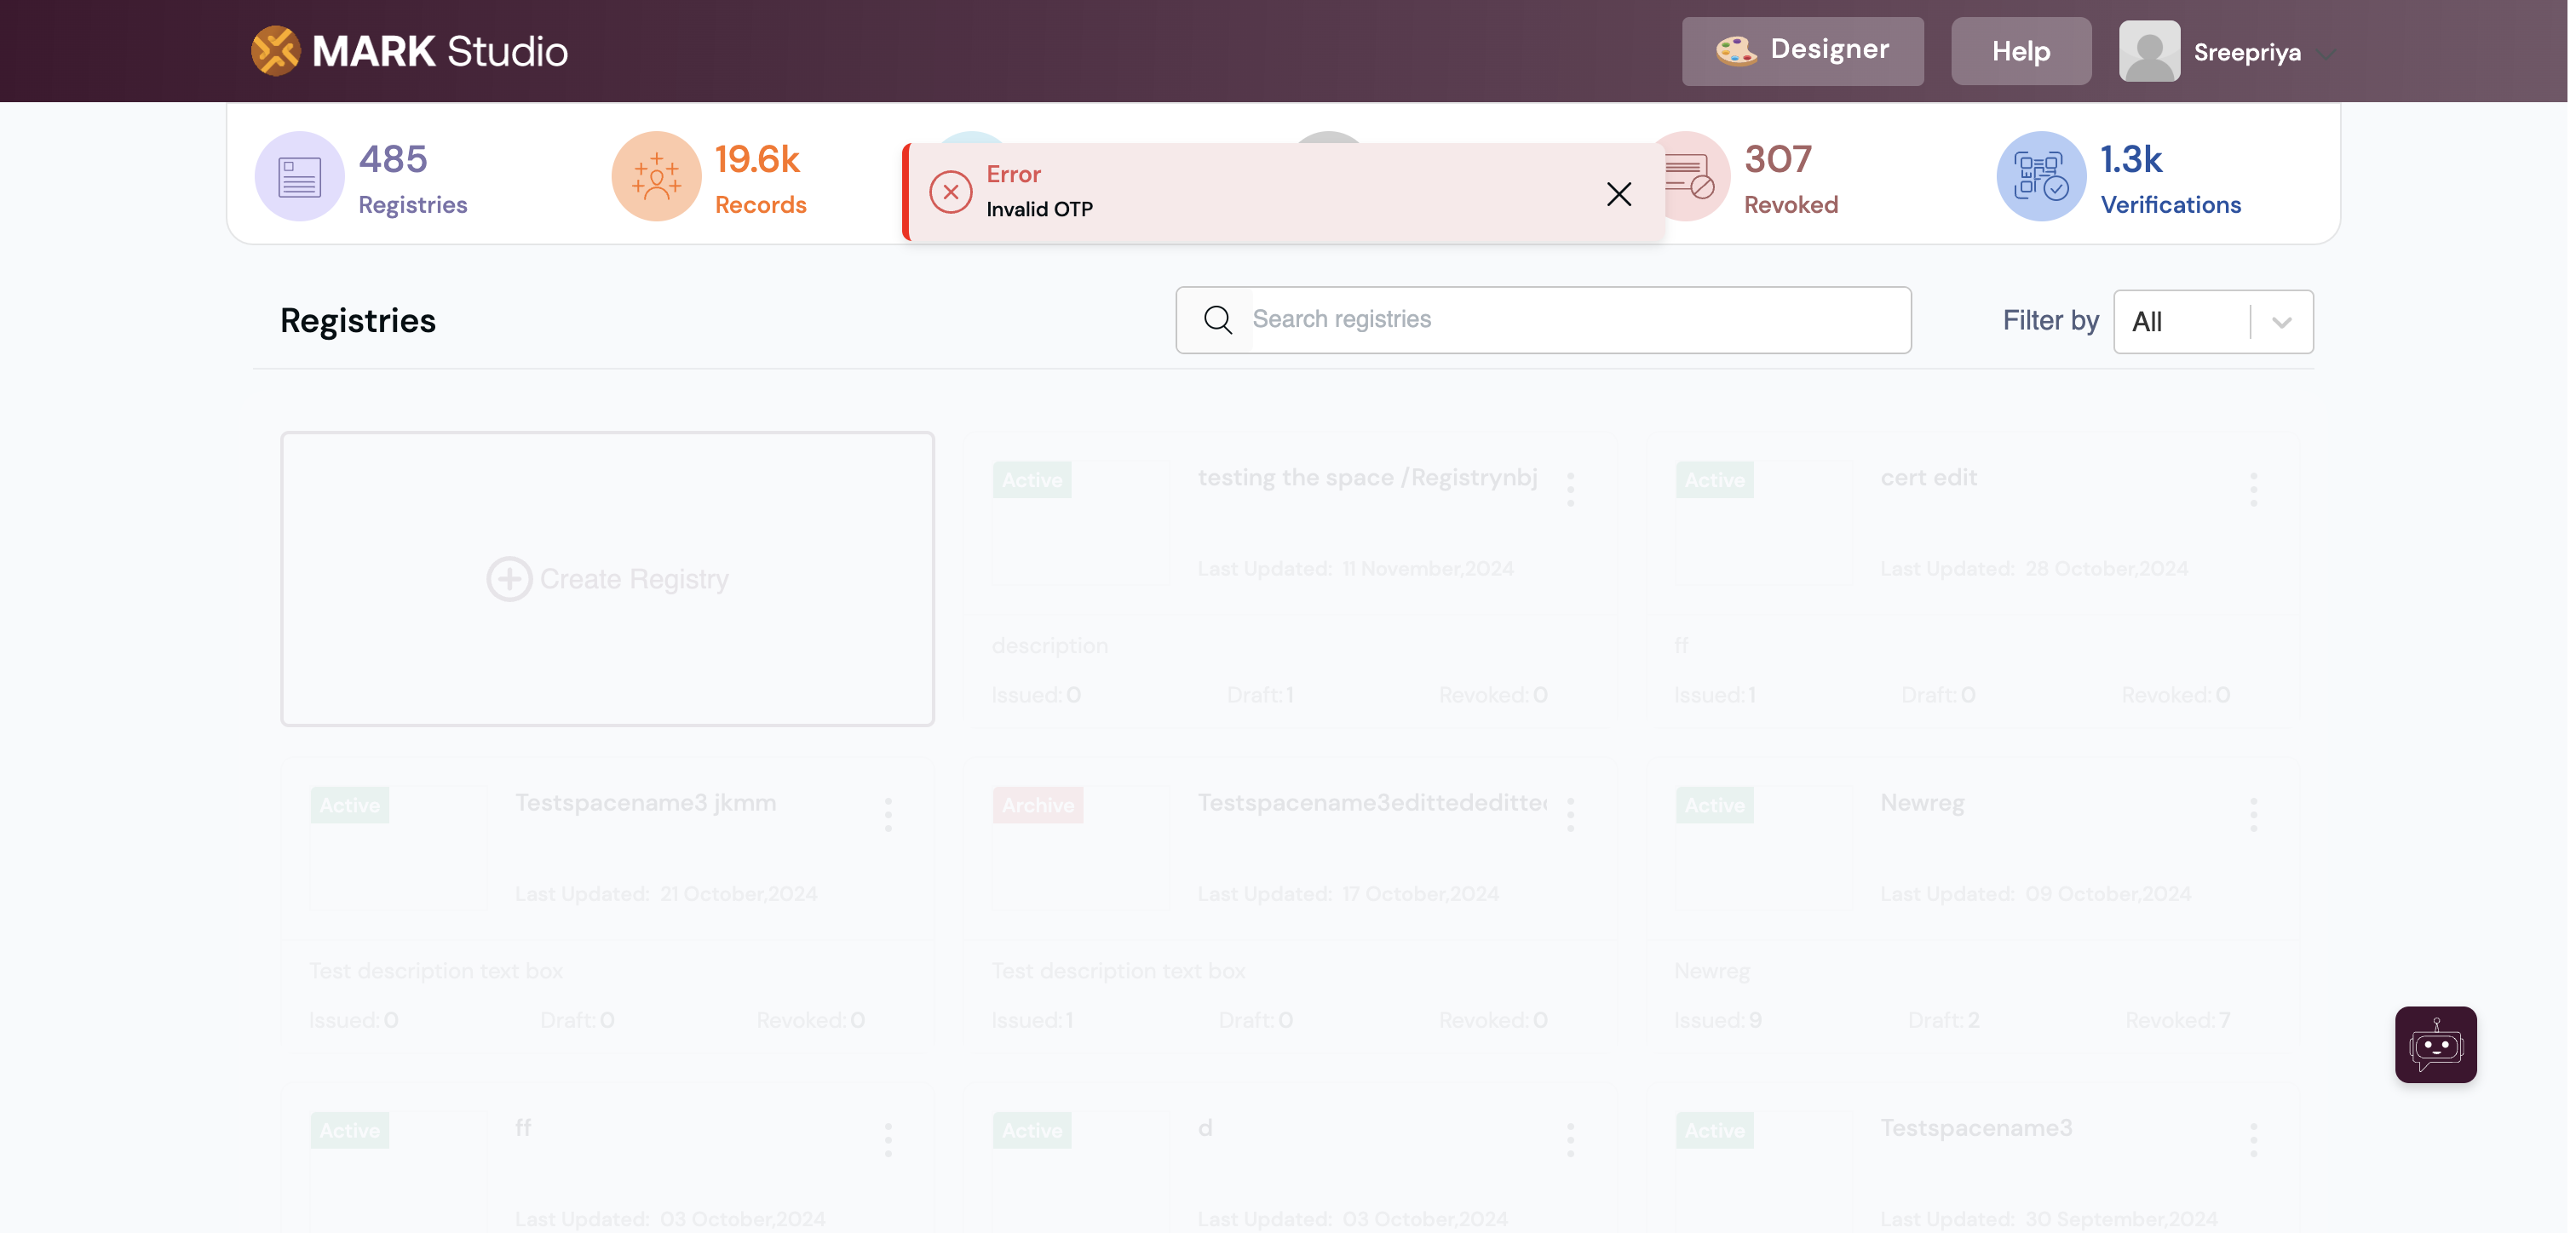 MARK Studio
Designer
Help
Sreepriya
485
Registries
19.6k
Records
Error
Invalid OTP
307
Revoked
1.3k
Verifications
Registries
Search registries
Filter by
All
Create Registry
Active
testing the space /Registrynbj
Last Updated: 11 November,2024
description
Issued: 0 Draft: 1 Revoked: 0
Active
cert edit
Last Updated: 28 October,2024
ff
Issued: 1 Draft: 0 Revoked: 0
Active
Testspacename3 jkmm
Last Updated: 21 October,2024
Test description text box
Issued: 0 Draft: 0 Revoked: 0
Archive
Testspacename3edittededitted
Last Updated: 17 October,2024
Test description text box
Issued: 1 Draft: 0 Revoked: 0
Active
Newreg
Last Updated: 09 October,2024
Newreg
Issued: 9 Draft: 2 Revoked: 7
Active
ff
Last Updated: 03 October,2024
Active
d
Last Updated: 03 October,2024
Active
Testspacename3
Last Updated: 30 September,2024